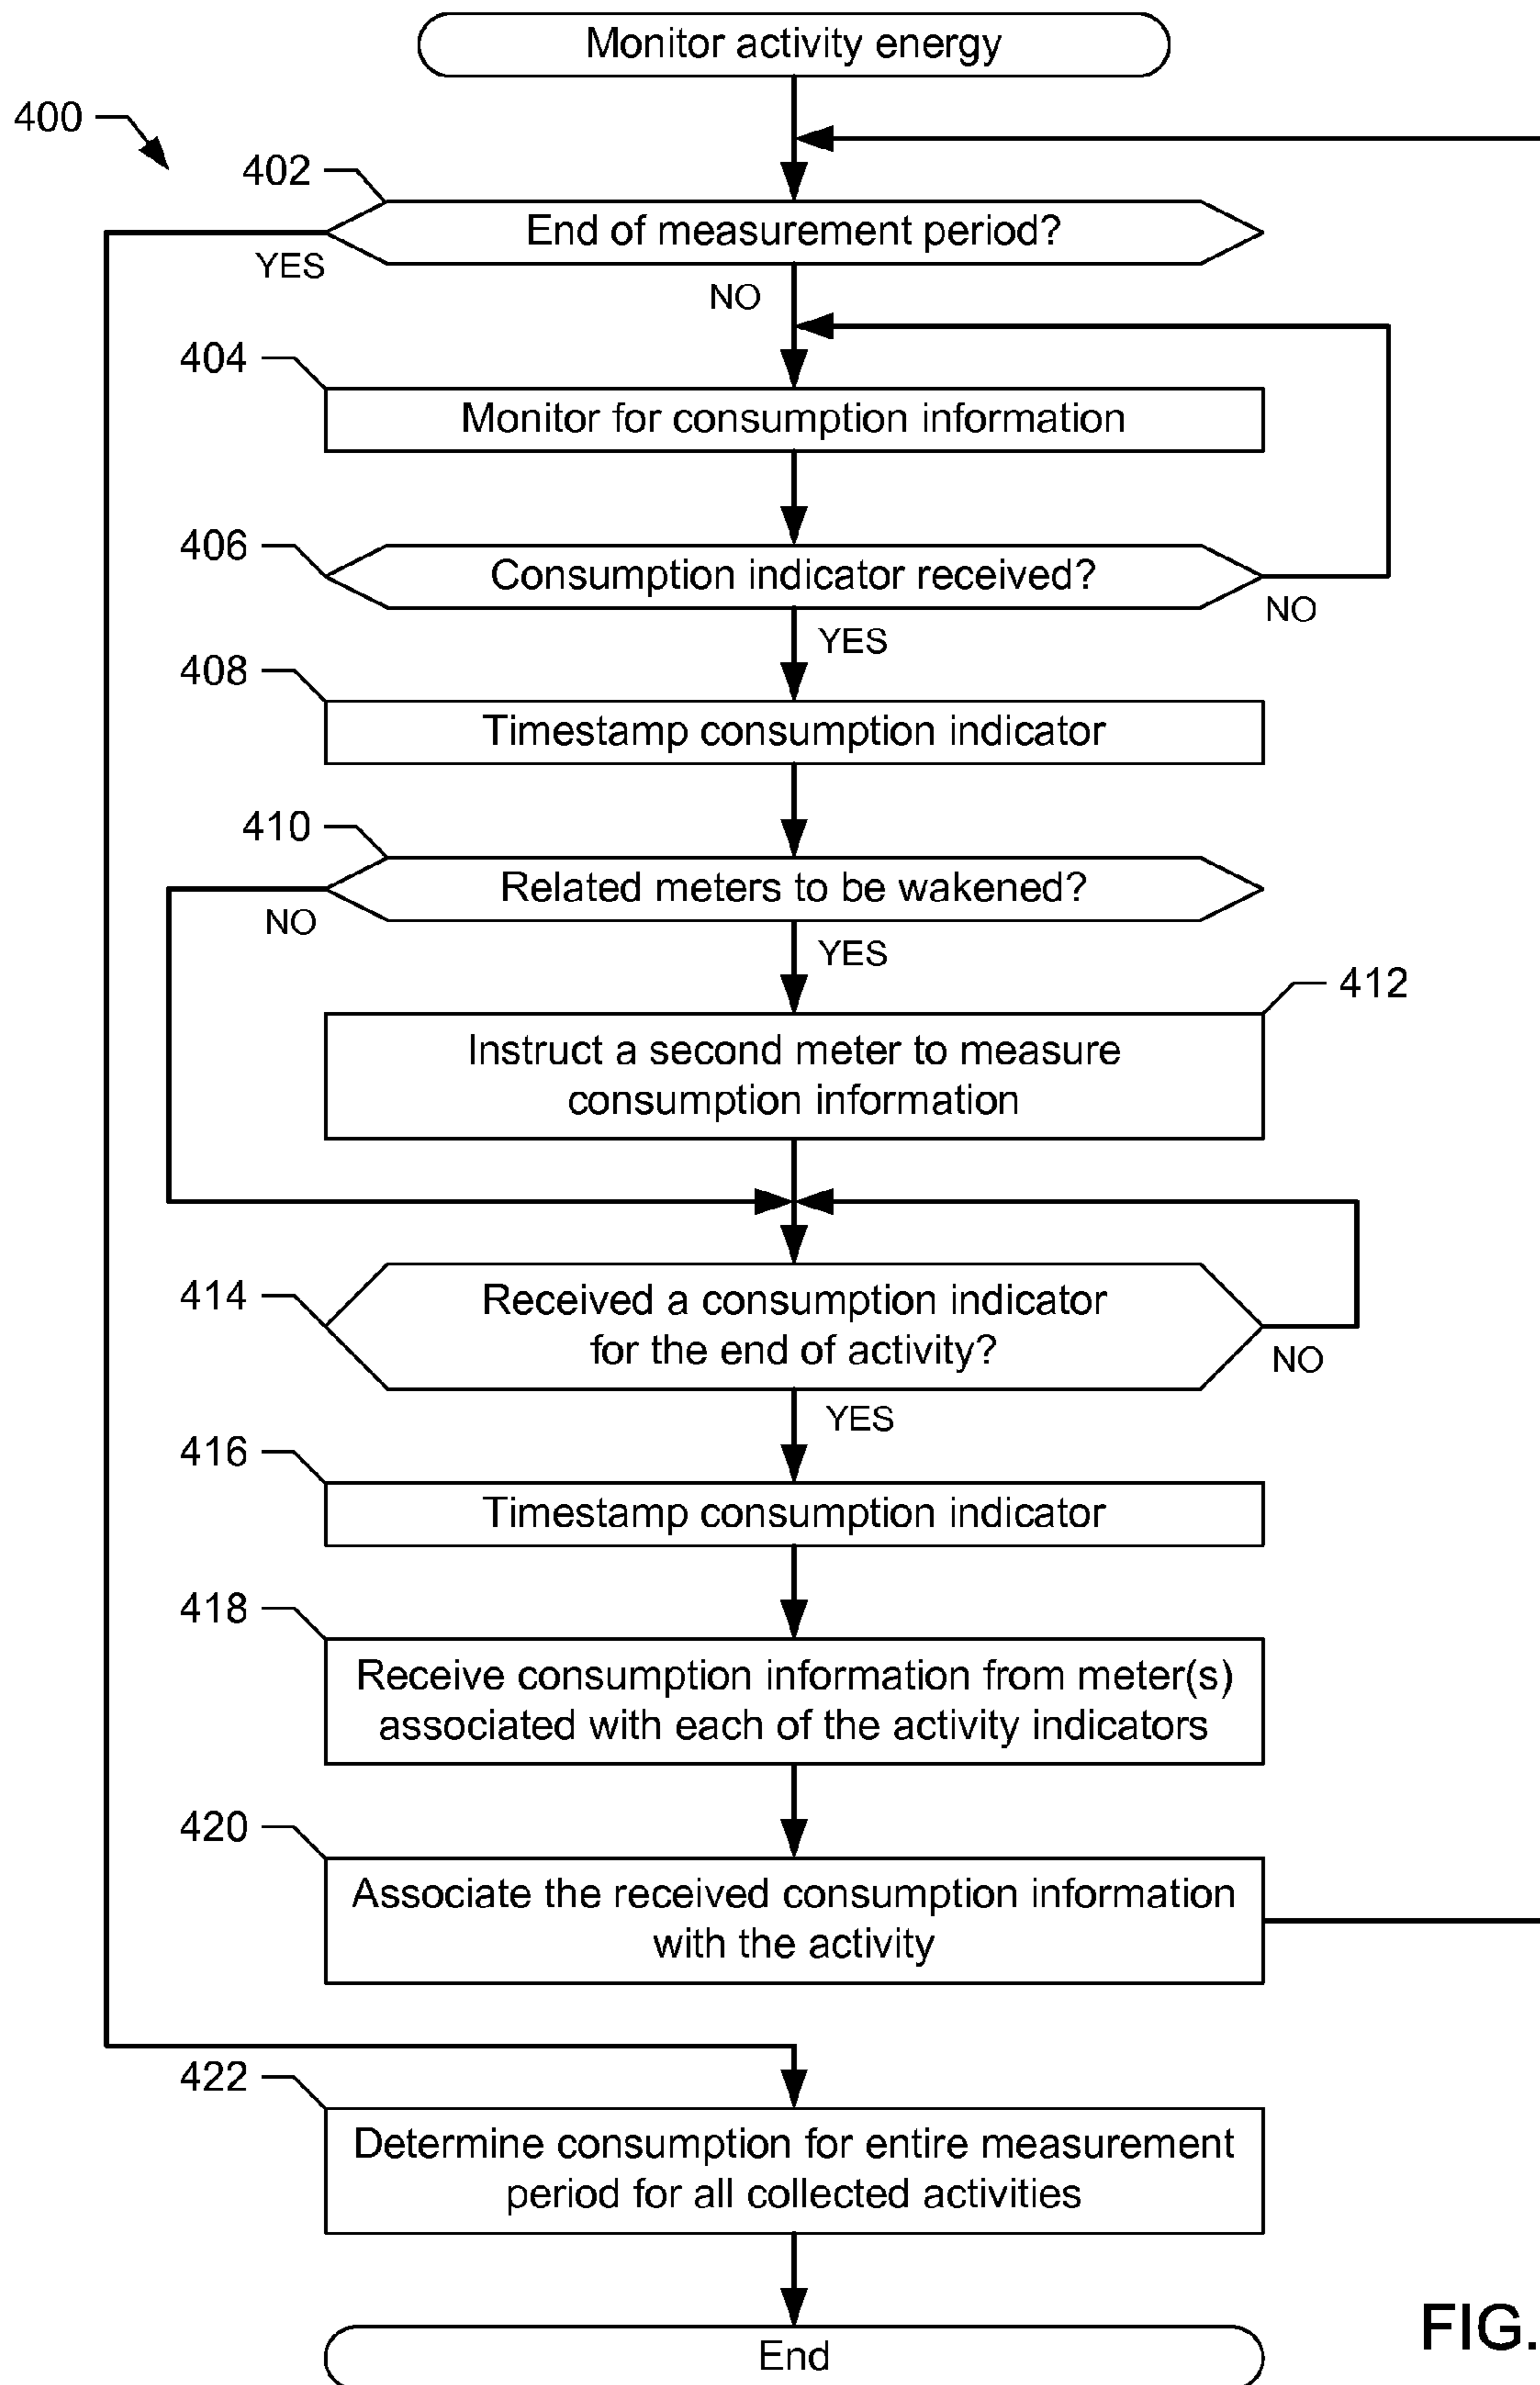 Monitor activity energy
400
402
End of measurement period?
YES
NO
404
Monitor for consumption information
406
Consumption indicator received?
NO
YES
408
Timestamp consumption indicator
410
Related meters to be wakened?
NO
YES
412
Instruct a second meter to measure
consumption information
414
Received a consumption indicator
for the end of activity?
NO
YES
416
Timestamp consumption indicator
418
Receive consumption information from meter(s)
associated with each of the activity indicators
420
Associate the received consumption information
with the activity
422
Determine consumption for entire measurement
period for all collected activities
End
FIG.